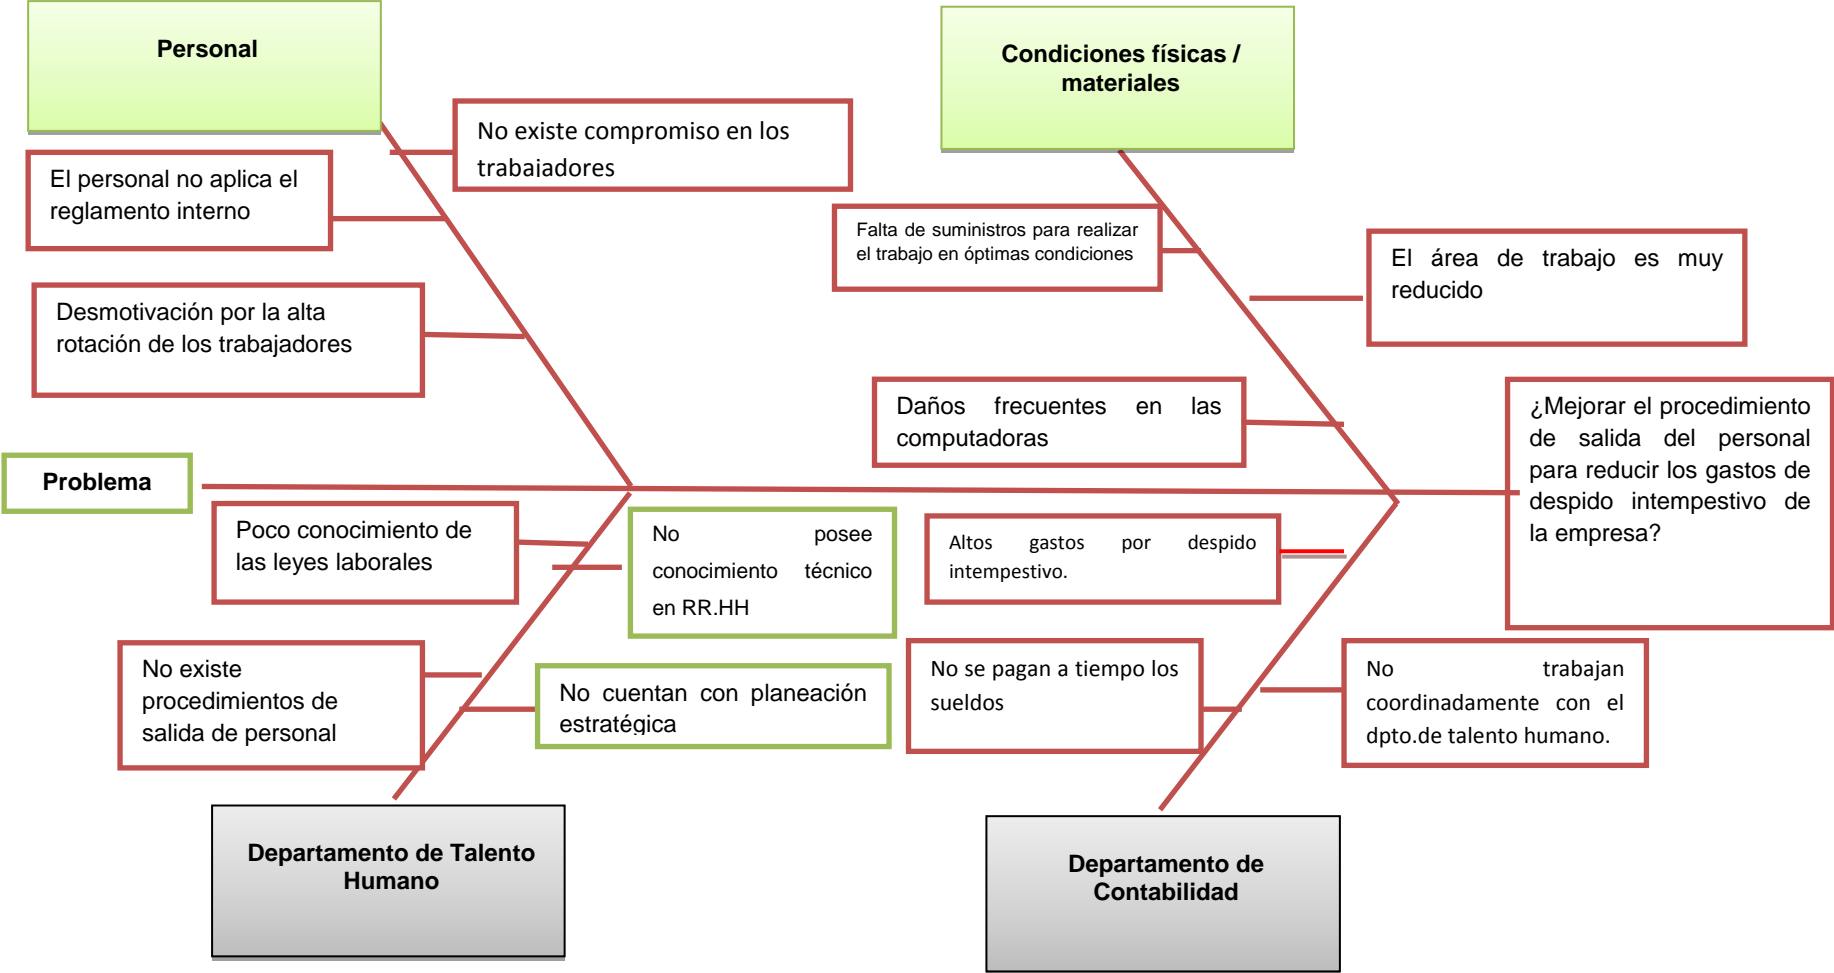 Personal
Condiciones físicas /
materiales
No existe compromiso en los
trabajadores
El personal no aplica el
reglamento interno
Falta de suministros para realizar
el trabajo en óptimas condiciones
El área de trabajo es muy
reducido
Desmotivación por la alta
rotación de los trabajadores
Daños frecuentes en las
computadoras
¿Mejorar el procedimiento
de salida del personal
para reducir los gastos de
despido intempestivo de
la empresa?
Problema
Poco conocimiento de
las leyes laborales
No posee
conocimiento técnico
en RR.HH
Altos gastos por despido
intempestivo.
No existe
procedimientos de
salida de personal
No cuentan con planeación
estratégica
No se pagan a tiempo los
sueldos
No trabajan
coordinadamente con el
dpto.de talento humano.
Departamento de Talento
Humano
Departamento de
Contabilidad